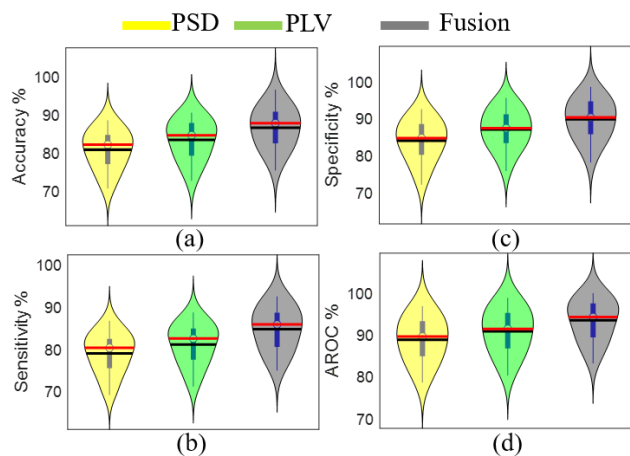 PSD PLV Fusion
Accuracy %
100
90
80
70
(a)
Specificity %
100
90
80
70
(c)
Sensitivity %
100
90
80
70
(b)
AROC %
100
90
80
70
(d)